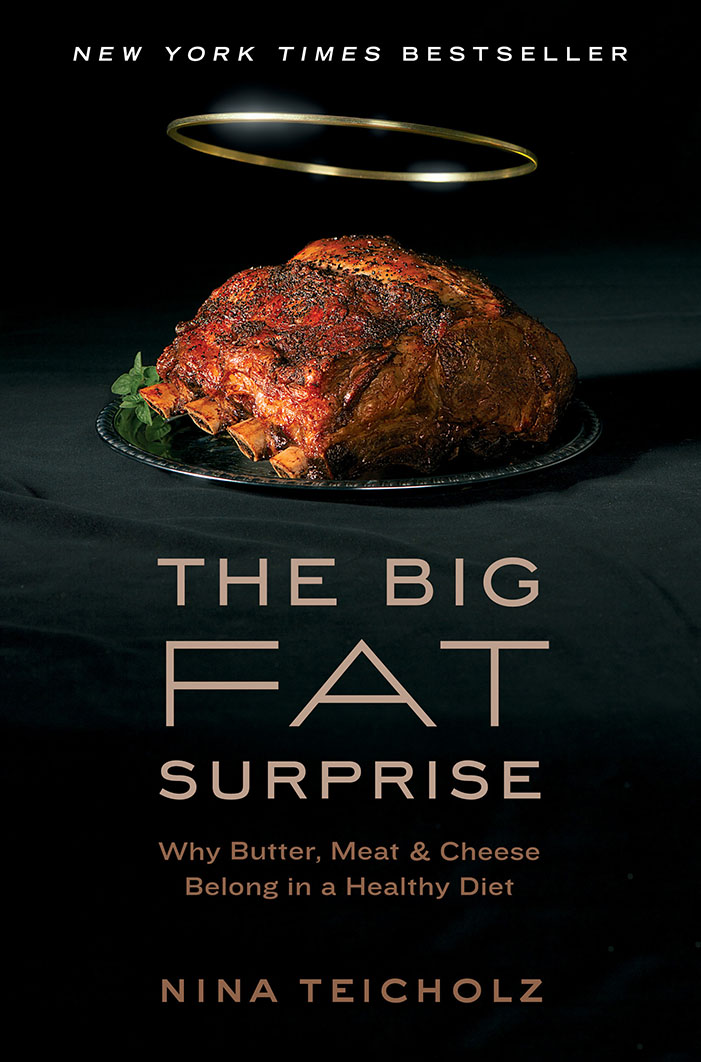 NEW YORK TIMES BESTSELLER
THE BIG
FAT
SURPRISE
Why Butter, Meat & Cheese
Belong in a Healthy Diet
NINA TEICHOLZ